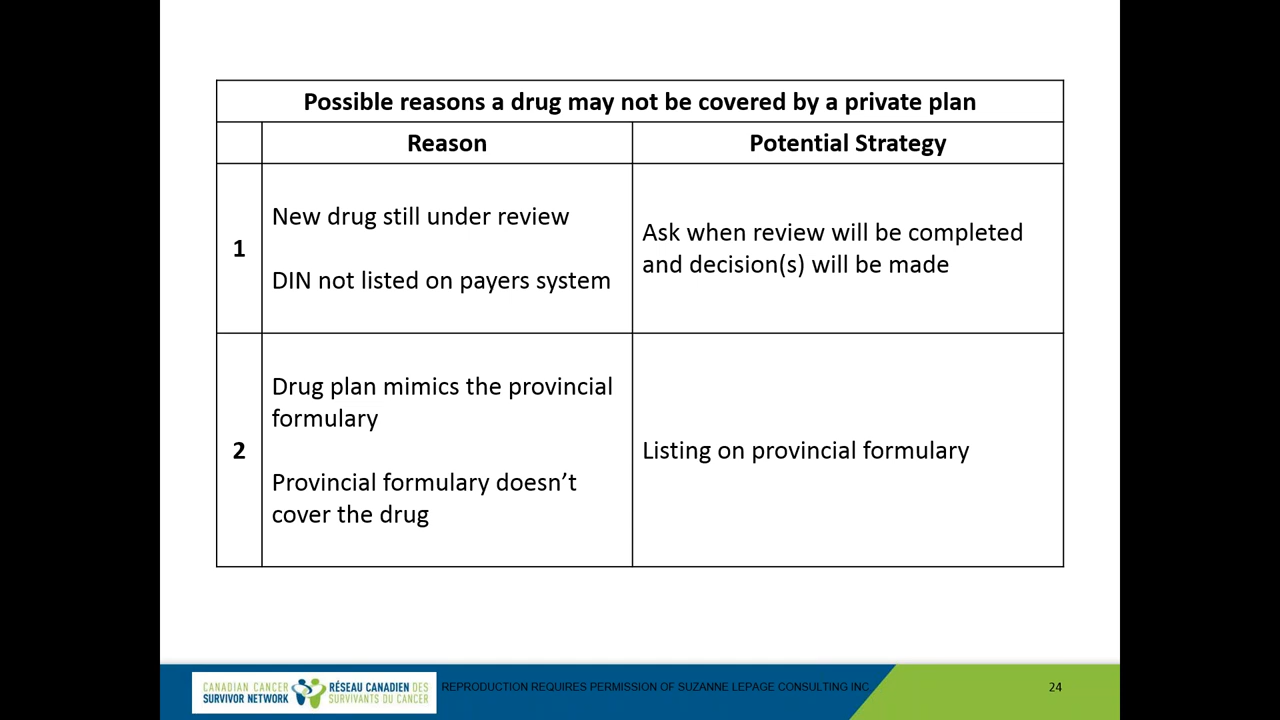 Possible reasons a drug may not be covered by a private plan
Reason
Potential Strategy
1
New drug still under review
DIN not listed on payers system
Ask when review will be completed
and decision(s) will be made
2
Drug plan mimics the provincial
formulary
Provincial formulary doesn’t
cover the drug
Listing on provincial formulary
CANADIAN CANCER
SURVIVOR NETWORK
RÉSEAU CANADIEN DES
SURVIVANTS DU CANCER
REPRODUCTION REQUIRES PERMISSION OF SUZANNE LEPAGE CONSULTING INC.
24